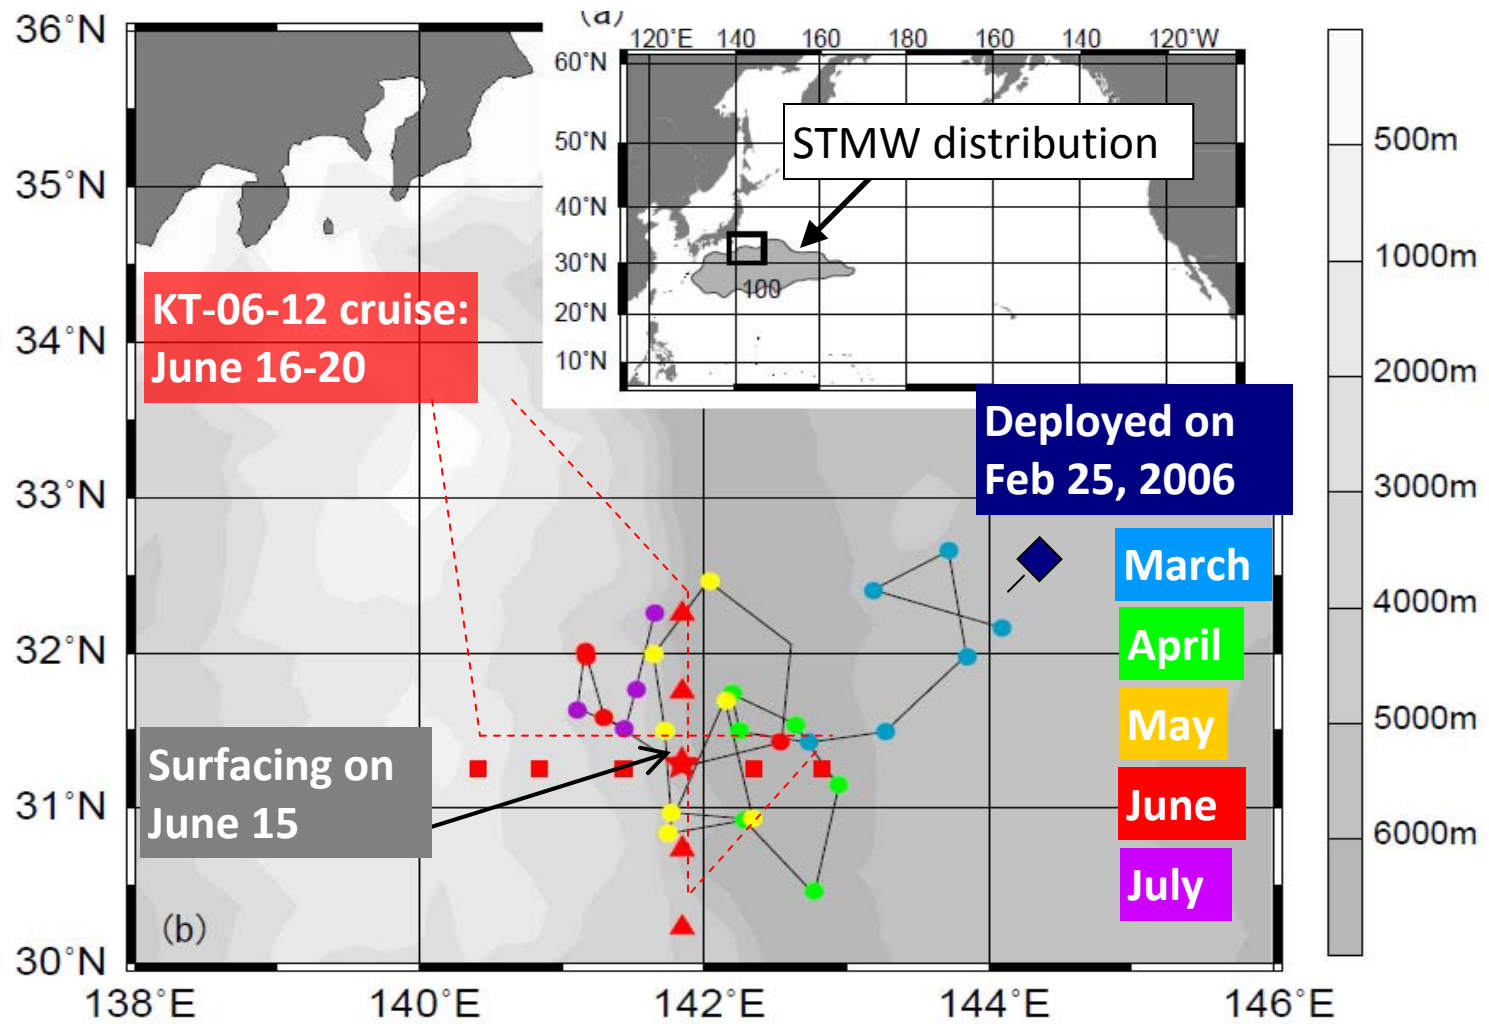 (a)
120°E 140 160 180 160 140 120°W
60°N
50°N
40°N
30°N
20°N
10°N
STMW distribution
100
36°N
35°N
34°N
33°N
32°N
31°N
30°N
138°E 140°E 142°E 144°E 146°E
KT-06-12 cruise:
June 16-20
Deployed on
Feb 25, 2006
March
April
May
June
July
Surfacing on
June 15
(b)
500m
1000m
2000m
3000m
4000m
5000m
6000m